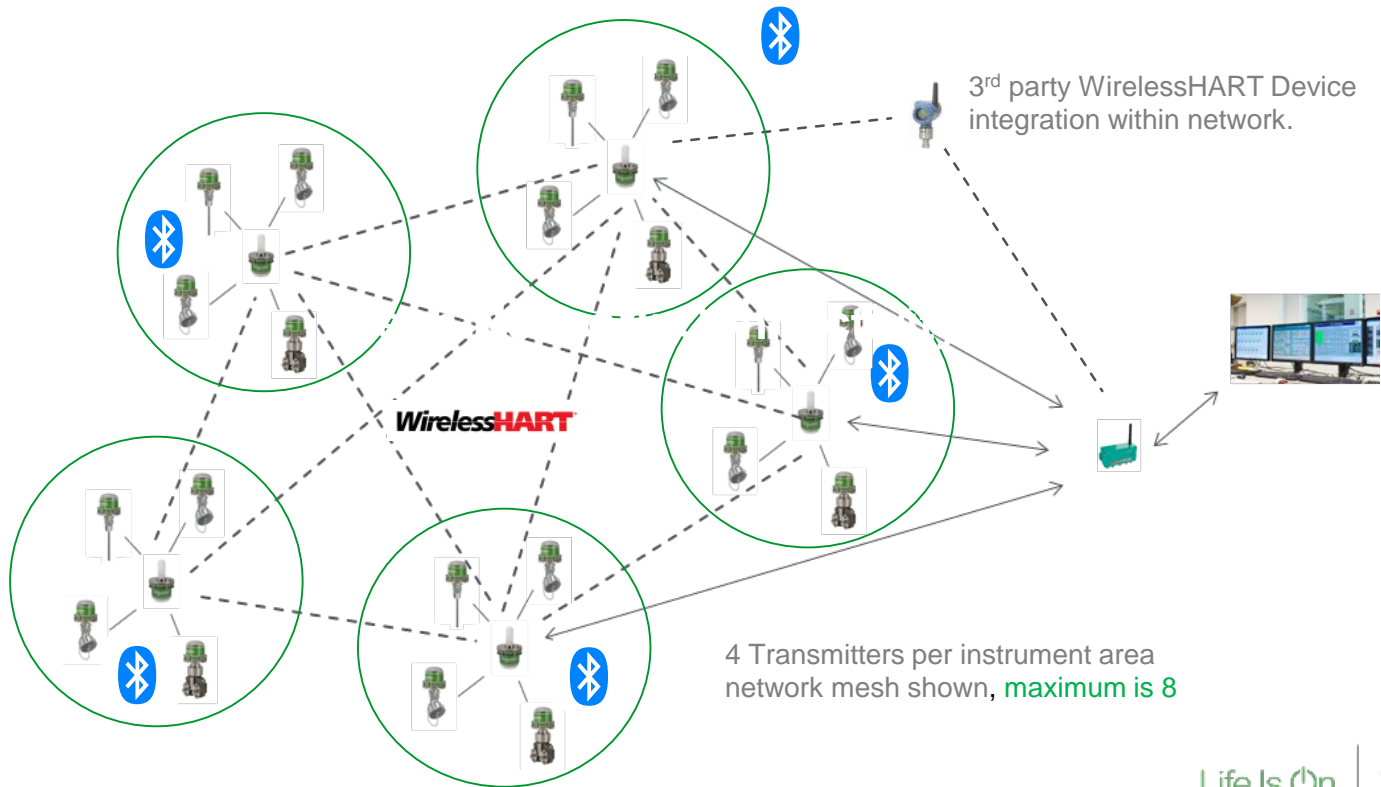 3rd party WirelessHART Device
integration within network.
WirelessHART
4 Transmitters per instrument area
network mesh shown, maximum is 8
Life Is On